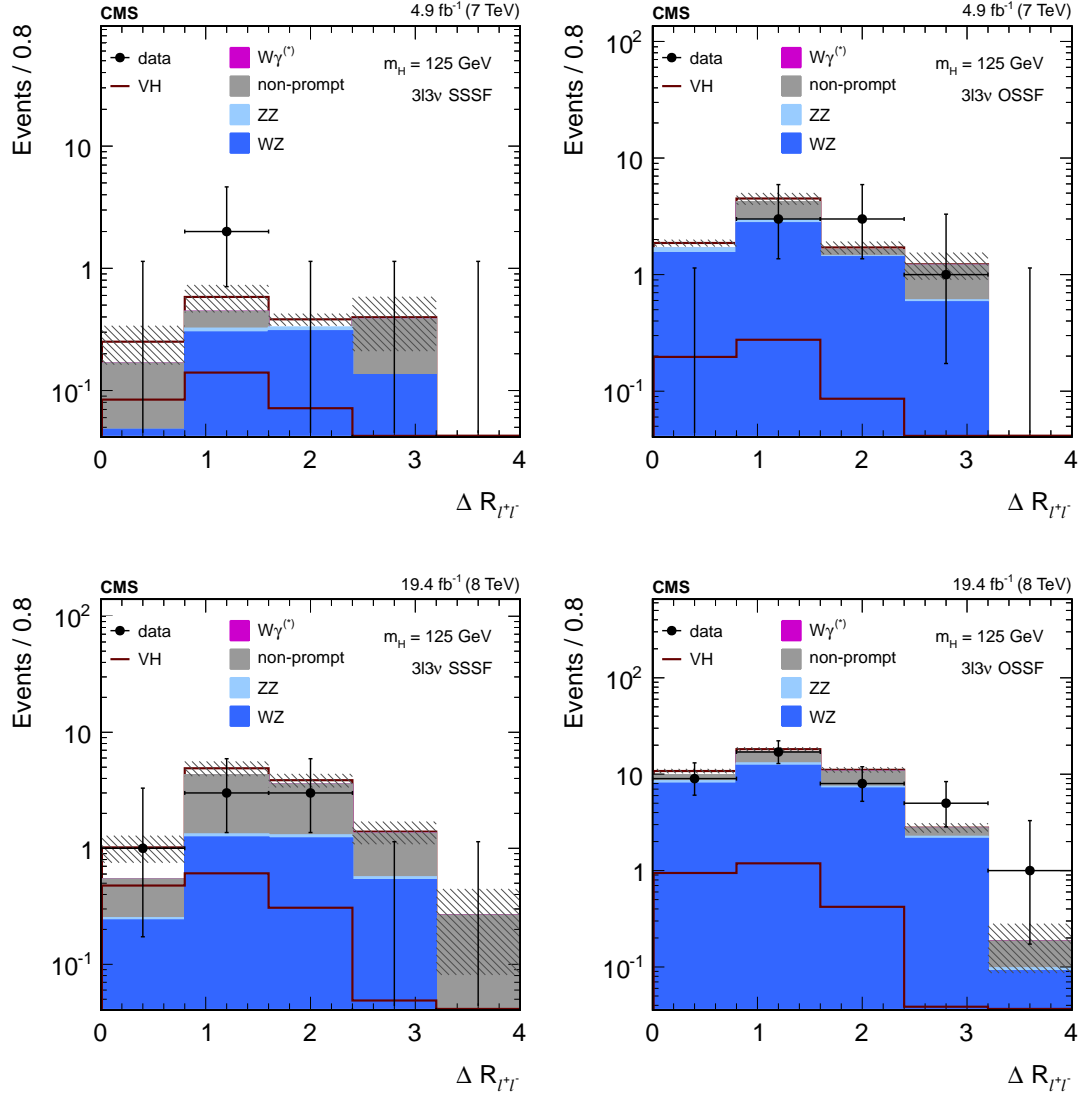 CMS 4.9 fb⁻¹ (7 TeV)
Events / 0.8
data
VH
Wγ⁽*⁾
non-prompt
ZZ
WZ
m_H = 125 GeV
3l3ν SSSF
10
1
10⁻¹
0 1 2 3 4
Δ R_l⁺l⁻
CMS 4.9 fb⁻¹ (7 TeV)
Events / 0.8
data
VH
Wγ⁽*⁾
non-prompt
ZZ
WZ
m_H = 125 GeV
3l3ν OSSF
10²
10
1
10⁻¹
0 1 2 3 4
Δ R_l⁺l⁻
CMS 19.4 fb⁻¹ (8 TeV)
Events / 0.8
data
VH
Wγ⁽*⁾
non-prompt
ZZ
WZ
m_H = 125 GeV
3l3ν SSSF
10²
10
1
10⁻¹
0 1 2 3 4
Δ R_l⁺l⁻
CMS 19.4 fb⁻¹ (8 TeV)
Events / 0.8
data
VH
Wγ⁽*⁾
non-prompt
ZZ
WZ
m_H = 125 GeV
3l3ν OSSF
10²
10
1
10⁻¹
0 1 2 3 4
Δ R_l⁺l⁻